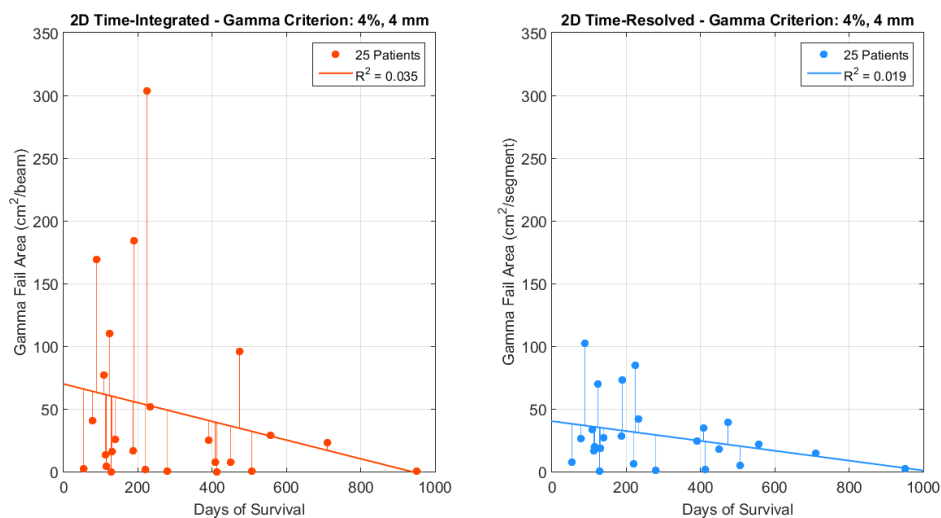 2D Time-Integrated - Gamma Criterion: 4%, 4 mm
350
300
250
200
150
100
50
0
Gamma Fail Area (cm²/beam)
25 Patients
R² = 0.035
0 200 400 600 800 1000
Days of Survival
2D Time-Resolved - Gamma Criterion: 4%, 4 mm
350
300
250
200
150
100
50
0
Gamma Fail Area (cm²/segment)
25 Patients
R² = 0.019
0 200 400 600 800 1000
Days of Survival